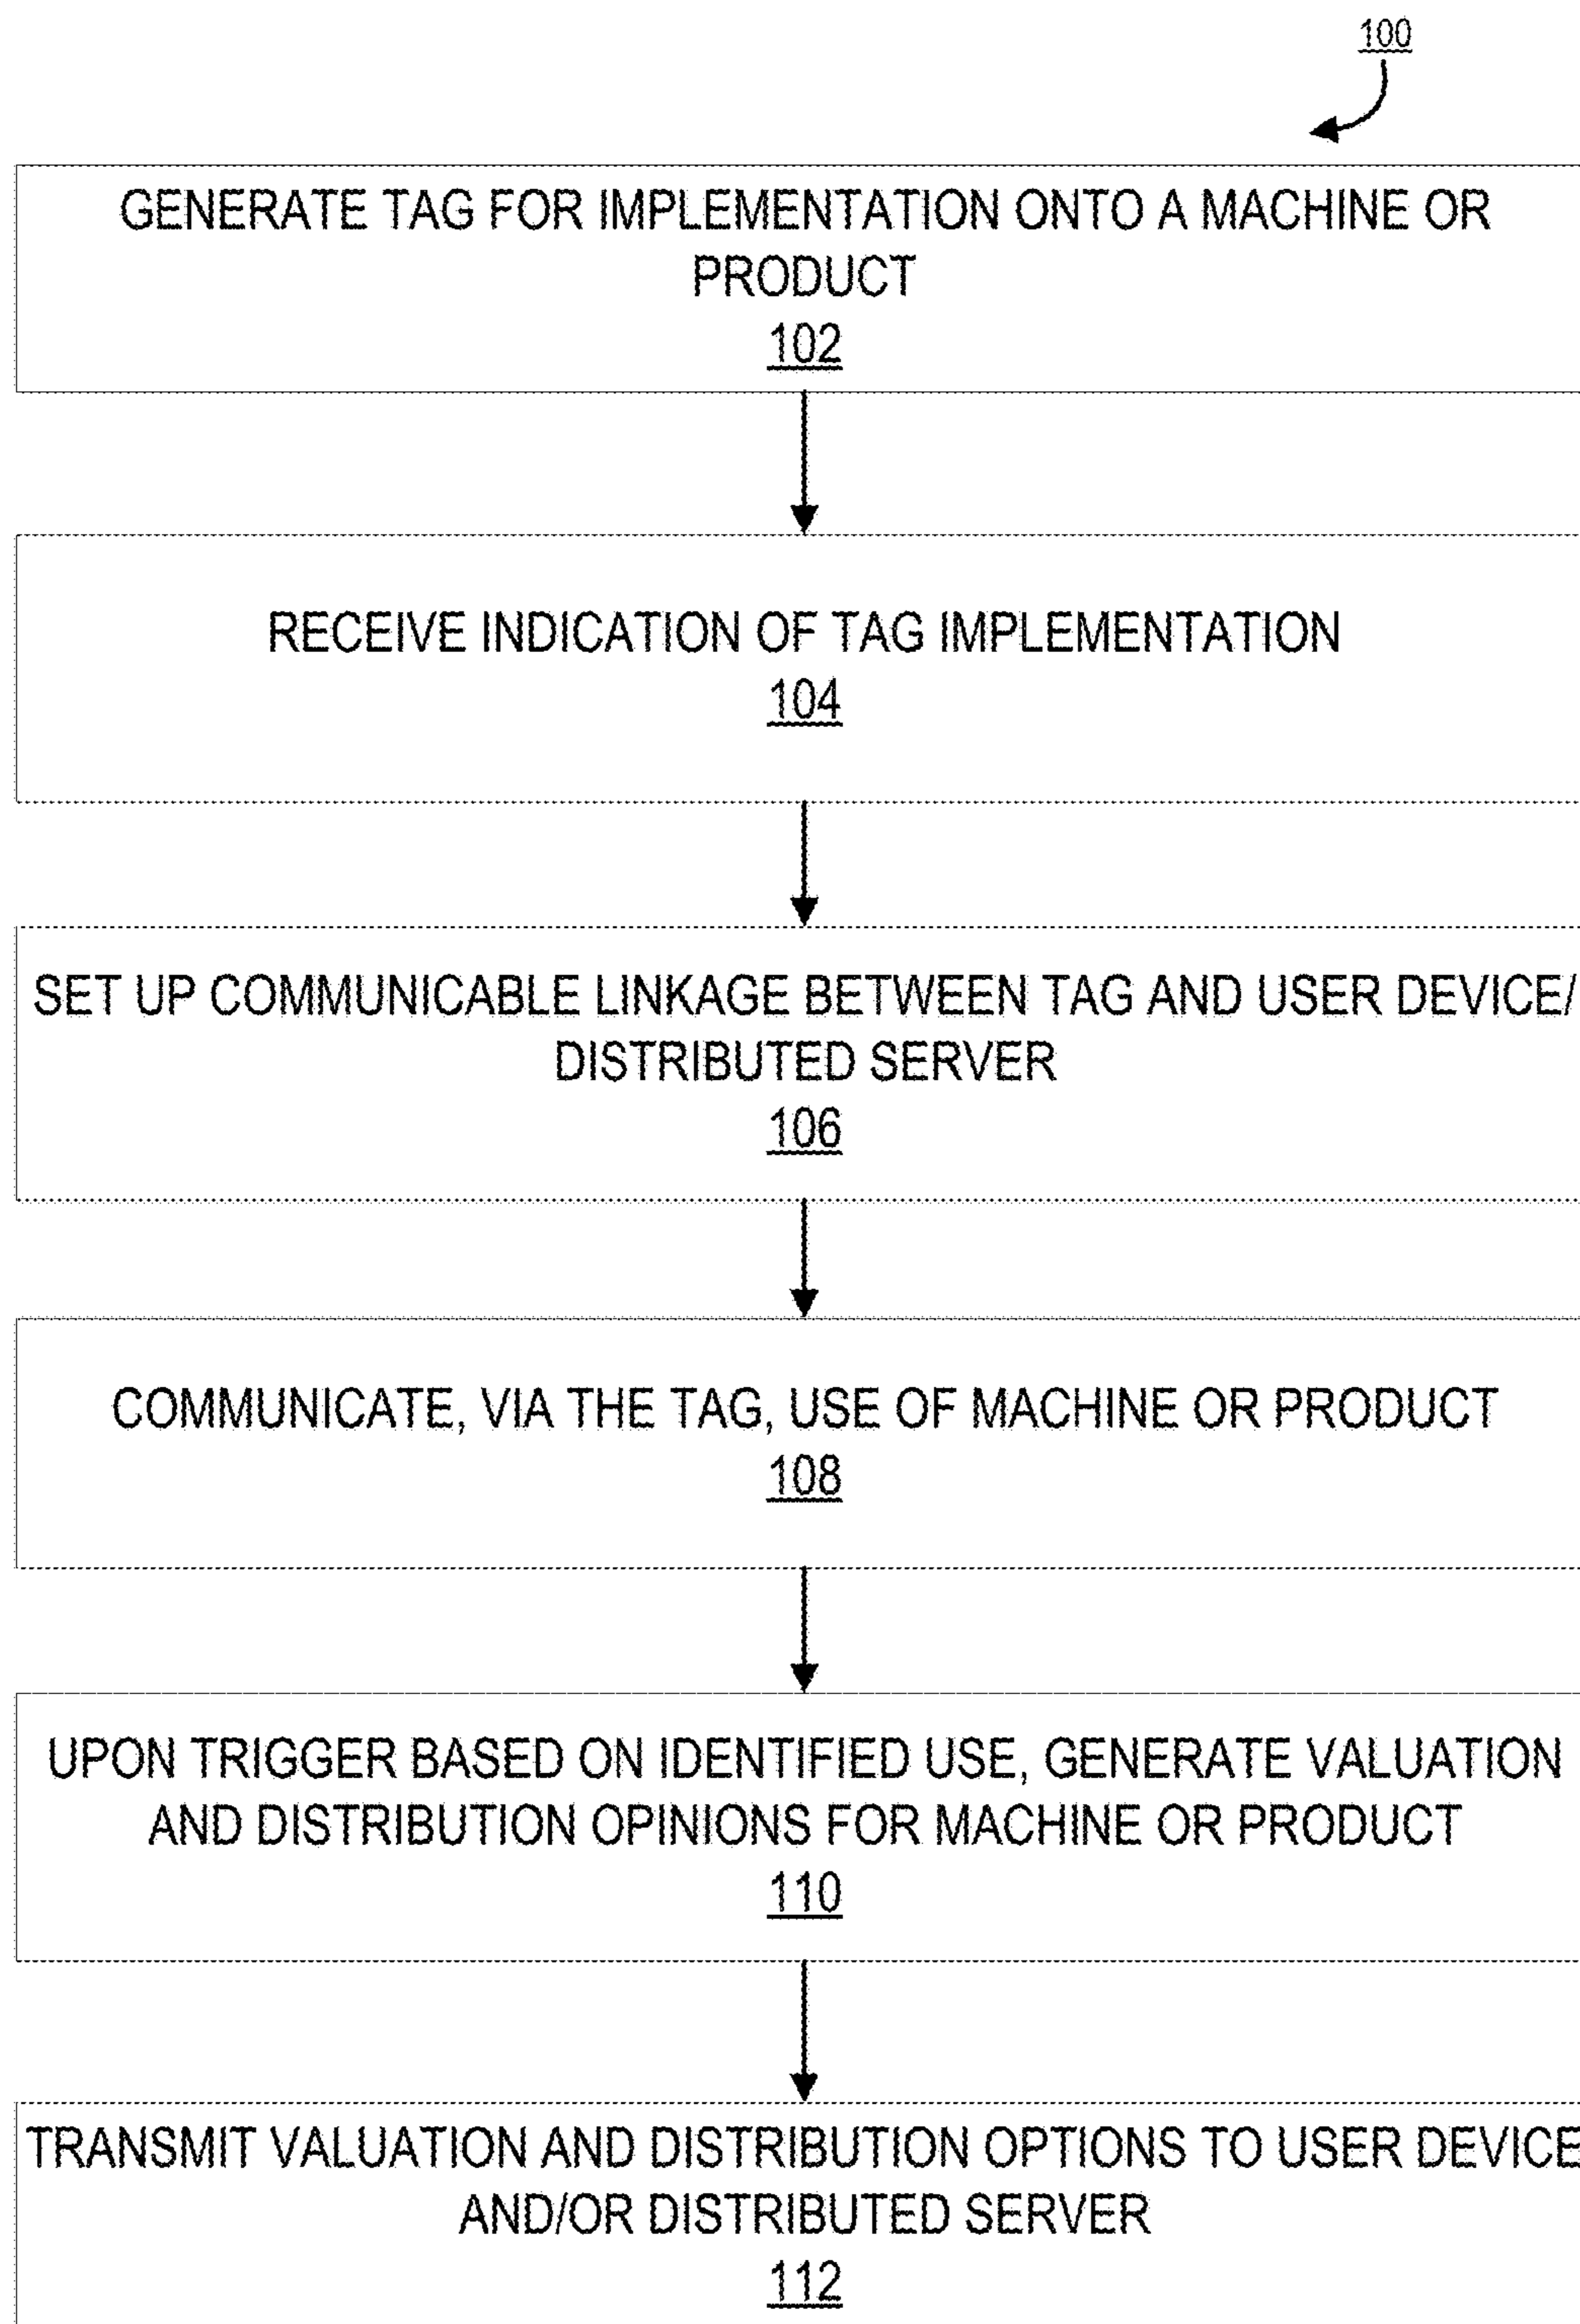 100
GENERATE TAG FOR IMPLEMENTATION ONTO A MACHINE OR
PRODUCT
102
RECEIVE INDICATION OF TAG IMPLEMENTATION
104
SET UP COMMUNICABLE LINKAGE BETWEEN TAG AND USER DEVICE/
DISTRIBUTED SERVER
106
COMMUNICATE, VIA THE TAG, USE OF MACHINE OR PRODUCT
108
UPON TRIGGER BASED ON IDENTIFIED USE, GENERATE VALUATION
AND DISTRIBUTION OPINIONS FOR MACHINE OR PRODUCT
110
TRANSMIT VALUATION AND DISTRIBUTION OPTIONS TO USER DEVICE
AND/OR DISTRIBUTED SERVER
112